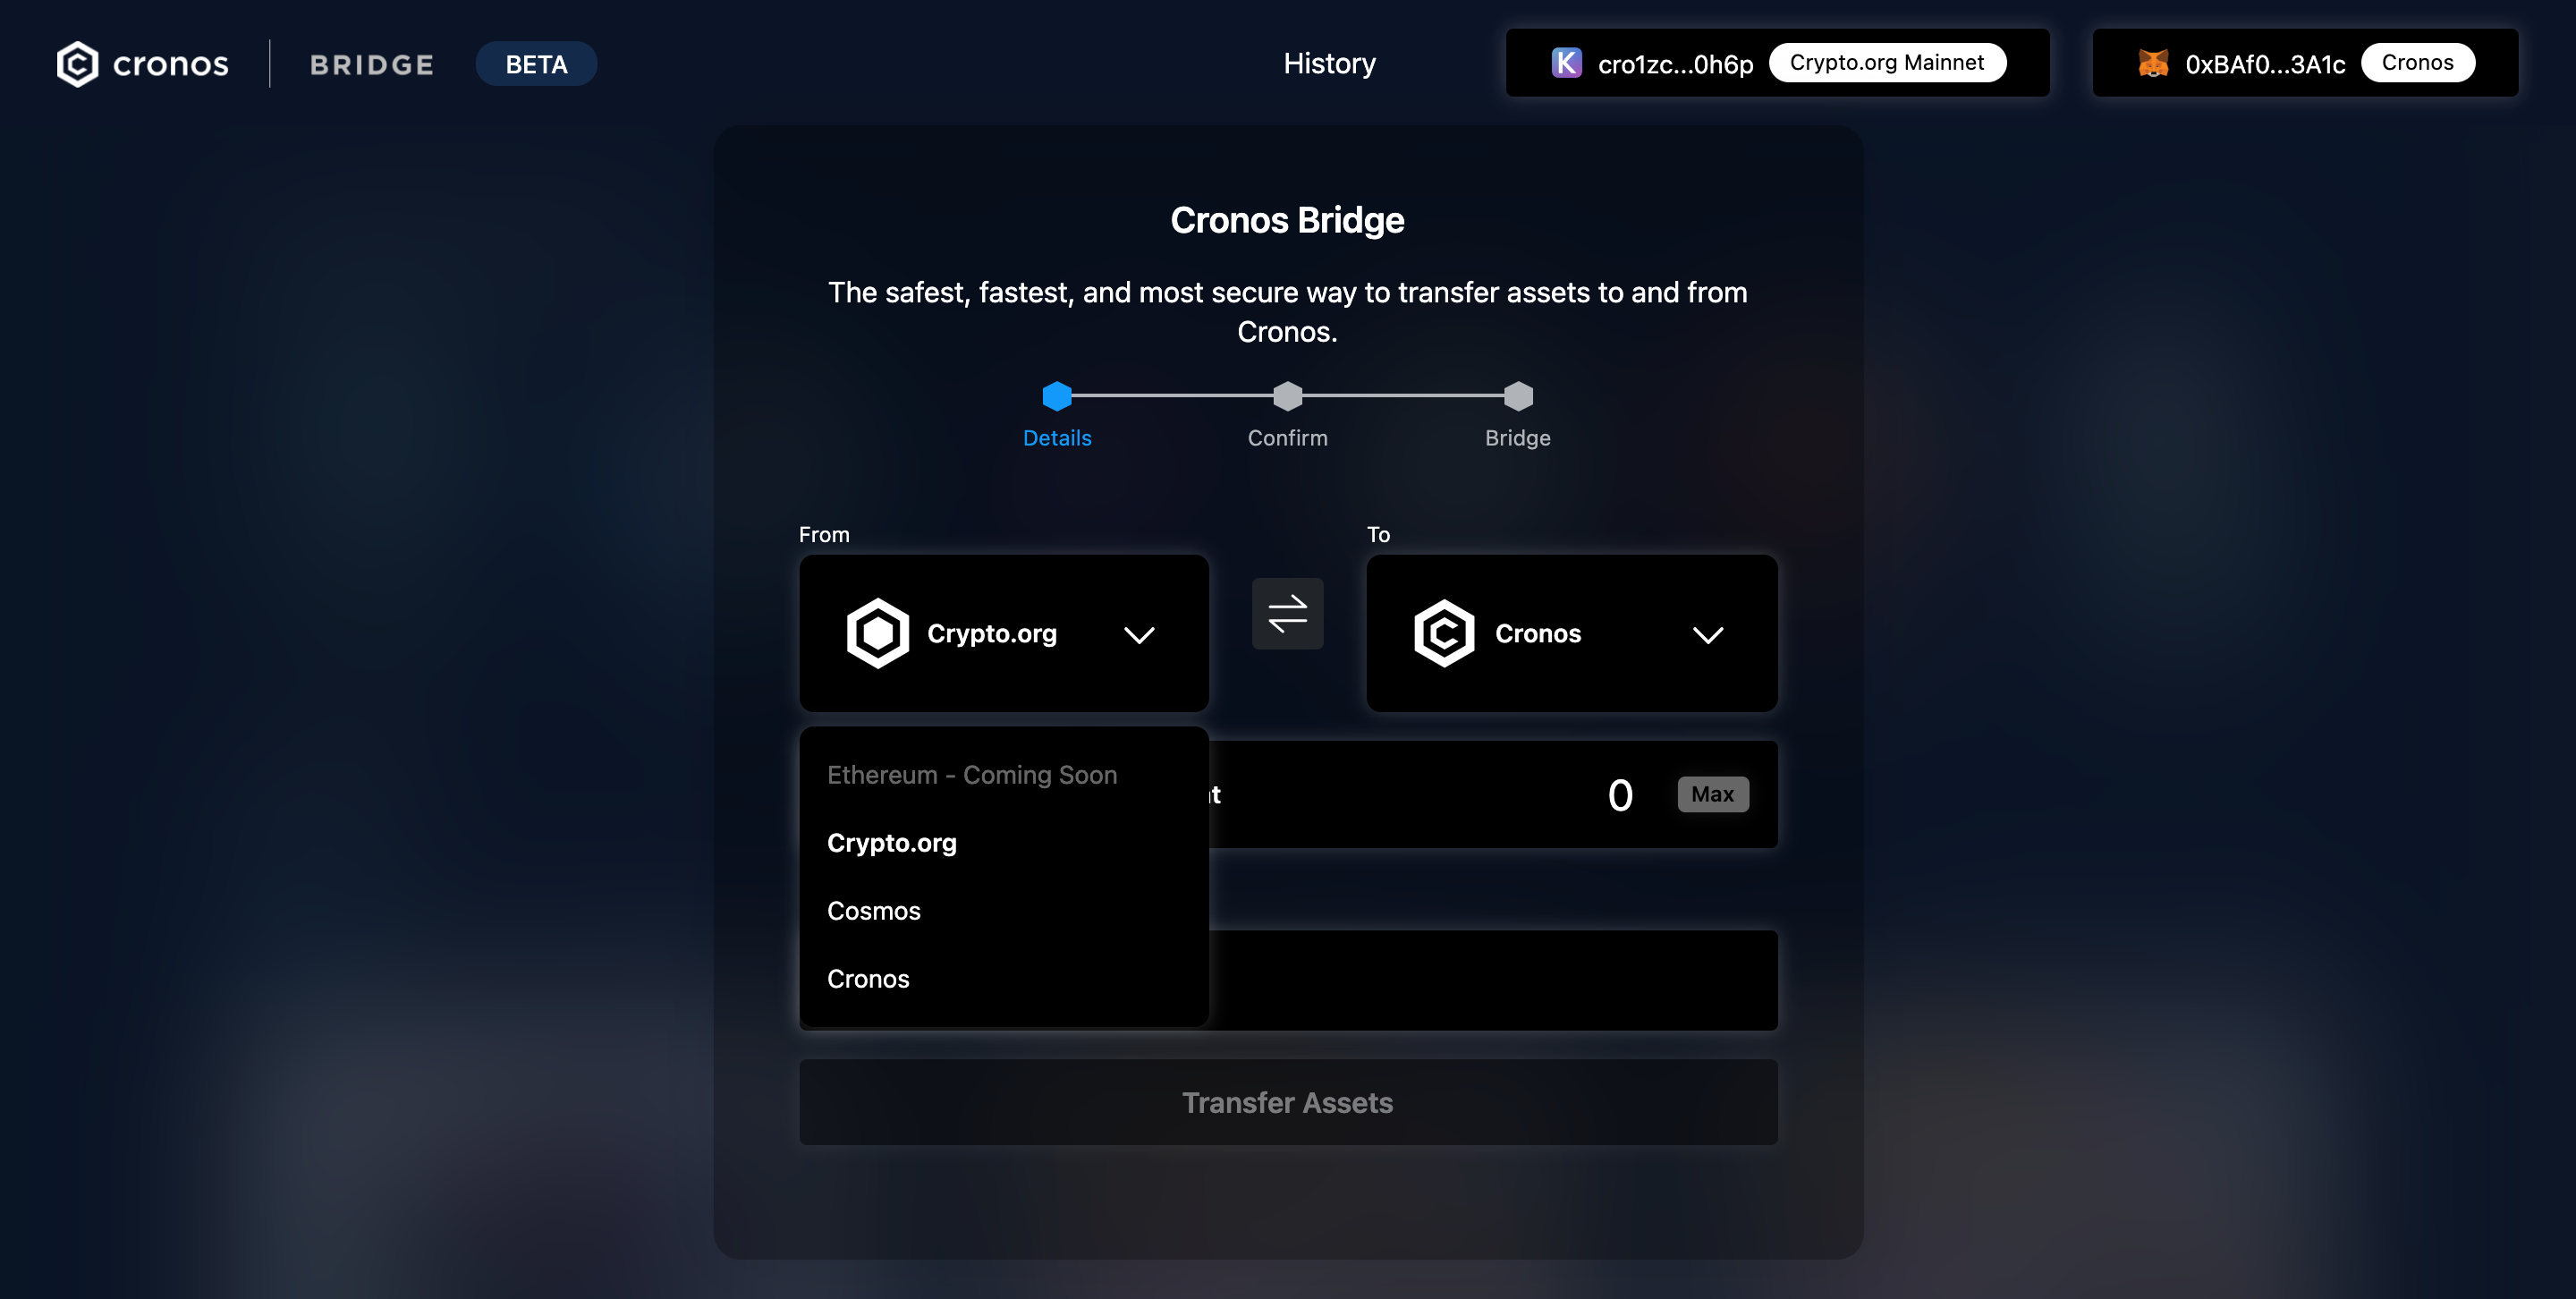 cronos
BRIDGE
BETA
History
cro1zc...0h6p
Crypto.org Mainnet
0xBAf0...3A1c
Cronos
Cronos Bridge
The safest, fastest, and most secure way to transfer assets to and from
Cronos.
Details
Confirm
Bridge
From
To
Crypto.org
Cronos
Ethereum - Coming Soon
Crypto.org
Cosmos
Cronos
0
Max
Transfer Assets